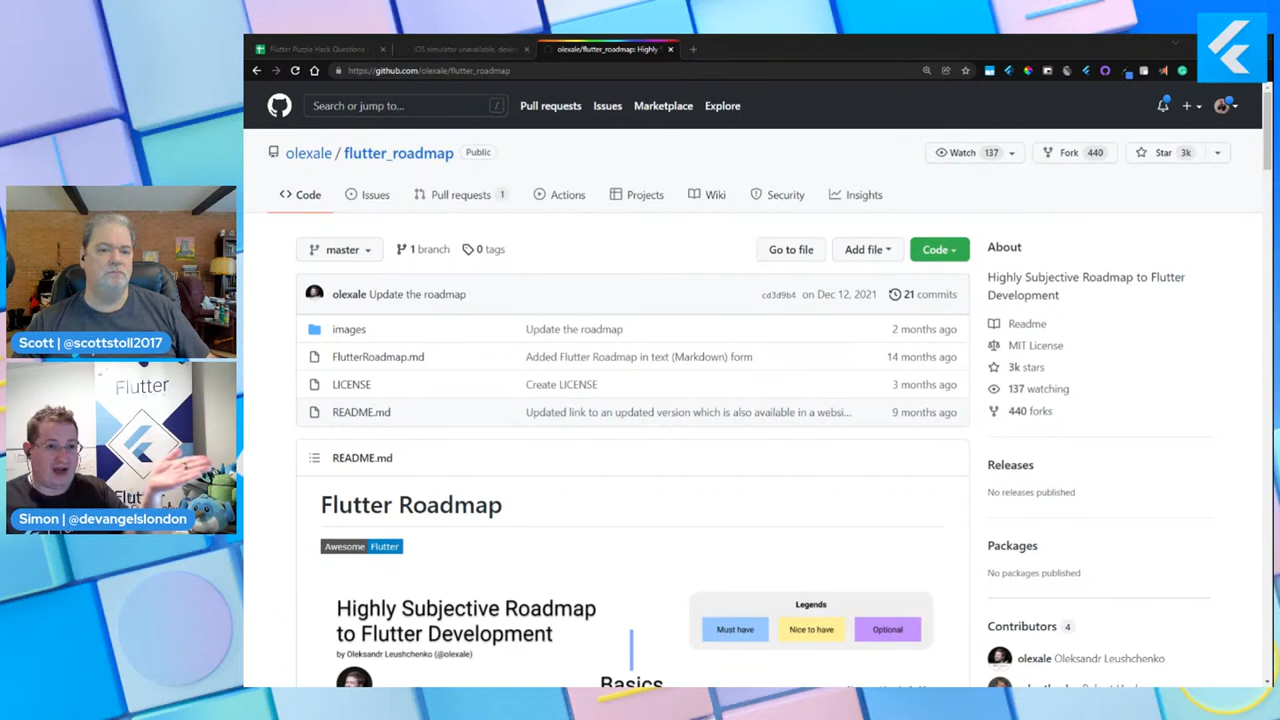 Flutter Puzzle Hack Questions
iOS simulator unavailable, devic
olexale/flutter_roadmap: Highly
https://github.com/olexale/flutter_roadmap
Search or jump to...
/
Pull requests
Issues
Marketplace
Explore
olexale / flutter_roadmap
Public
Watch 137
Fork 440
Star 3k
Code
Issues
Pull requests 1
Actions
Projects
Wiki
Security
Insights
master
1 branch
0 tags
Go to file
Add file
Code
About
Highly Subjective Roadmap to Flutter
Development
olexale Update the roadmap
cd3d9b4 on Dec 12, 2021
21 commits
images
Update the roadmap
2 months ago
FlutterRoadmap.md
Added Flutter Roadmap in text (Markdown) form
14 months ago
LICENSE
Create LICENSE
3 months ago
README.md
Updated link to an updated version which is also available in a websi...
9 months ago
Readme
MIT License
3k stars
137 watching
440 forks
README.md
Releases
No releases published
Flutter Roadmap
Awesome Flutter
Packages
No packages published
Highly Subjective Roadmap
to Flutter Development
by Oleksandr Leushchenko (@olexale)
Legends
Must have
Nice to have
Optional
Basics
Contributors 4
olexale Oleksandr Leushchenko
Scott | @scottstoll2017
Flutter
Simon | @devangelslondon